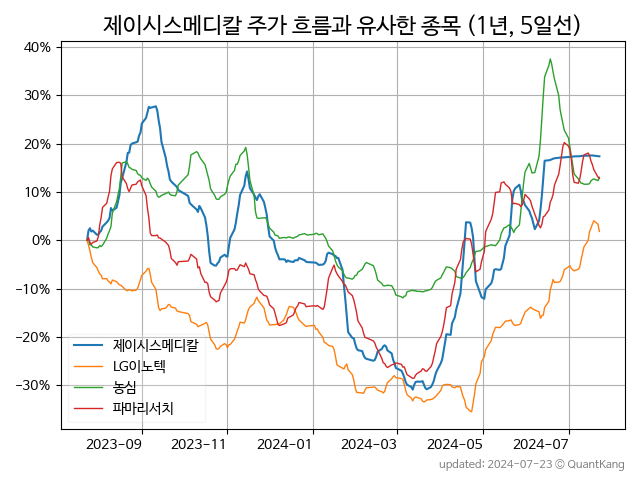 제이시스메디칼 주가 흐름과 유사한 종목 (1년, 5일선)
40%
30%
20%
10%
0%
−10%
−20%
−30%
제이시스메디칼
LG이노텍
농심
파마리서치
2023-09 2023-11 2024-01 2024-03 2024-05 2024-07
updated: 2024-07-23 © QuantKang